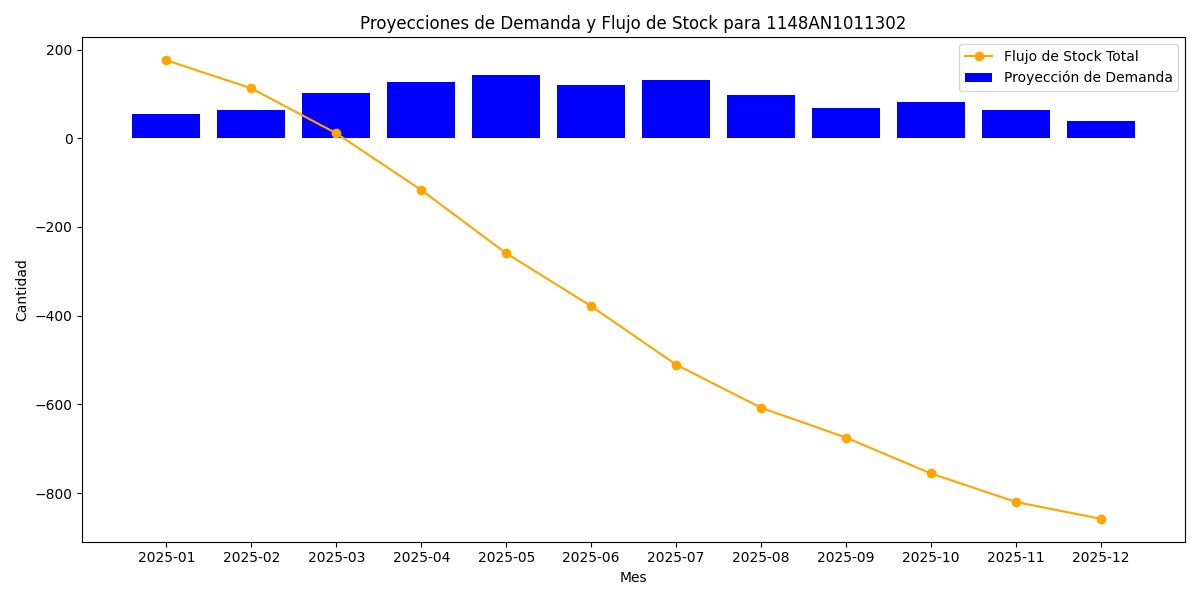 Proyecciones de Demanda y Flujo de Stock para 1148AN1011302
Flujo de Stock Total
Proyección de Demanda
200
0
−200
−400
−600
−800
Cantidad
2025-01 2025-02 2025-03 2025-04 2025-05 2025-06 2025-07 2025-08 2025-09 2025-10 2025-11 2025-12
Mes